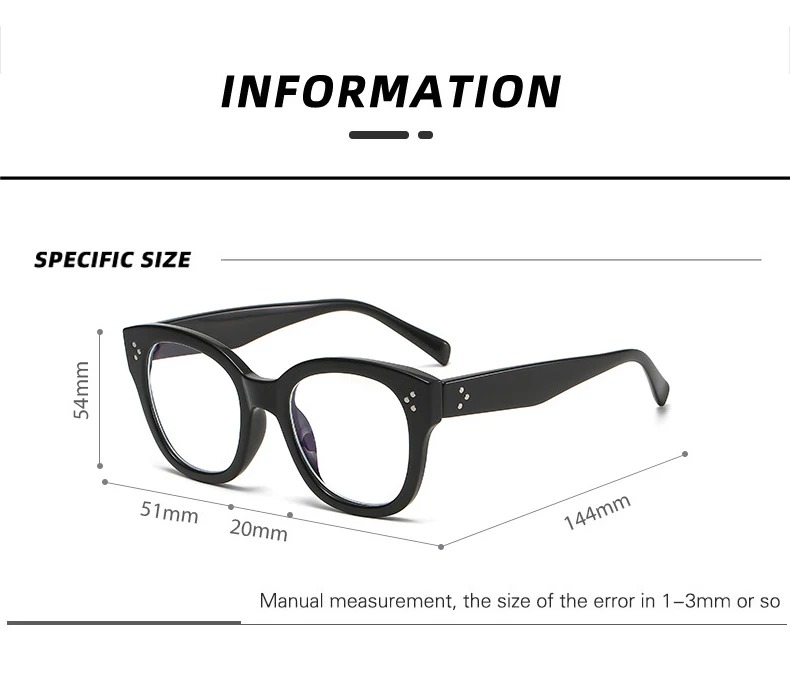 INFORMATION
SPECIFIC SIZE
54mm
51mm
20mm
144mm
Manual measurement, the size of the error in 1-3mm or so